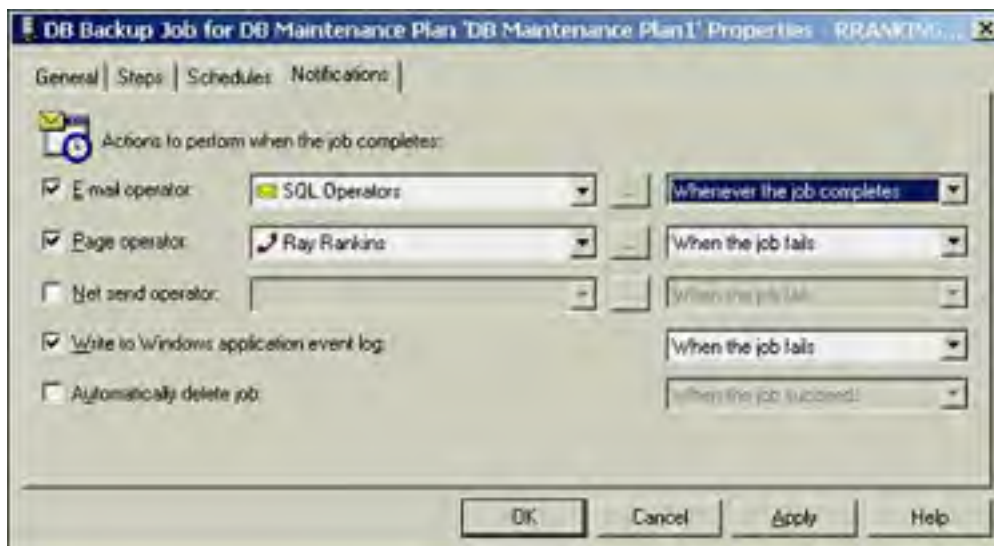 DB Backup Job for DB Maintenance Plan 'DB Maintenance Plan1' Properties - RRANKING...
General Steps Schedules Notifications
Actions to perform when the job completes:
E-mail operator: SQL Operators ... Whenever the job completes
Page operator: Ray Rankins ... When the job fails
Net send operator: When the job fails
Write to Windows application event log: When the job fails
Automatically delete job: When the job succeeds
OK Cancel Apply Help